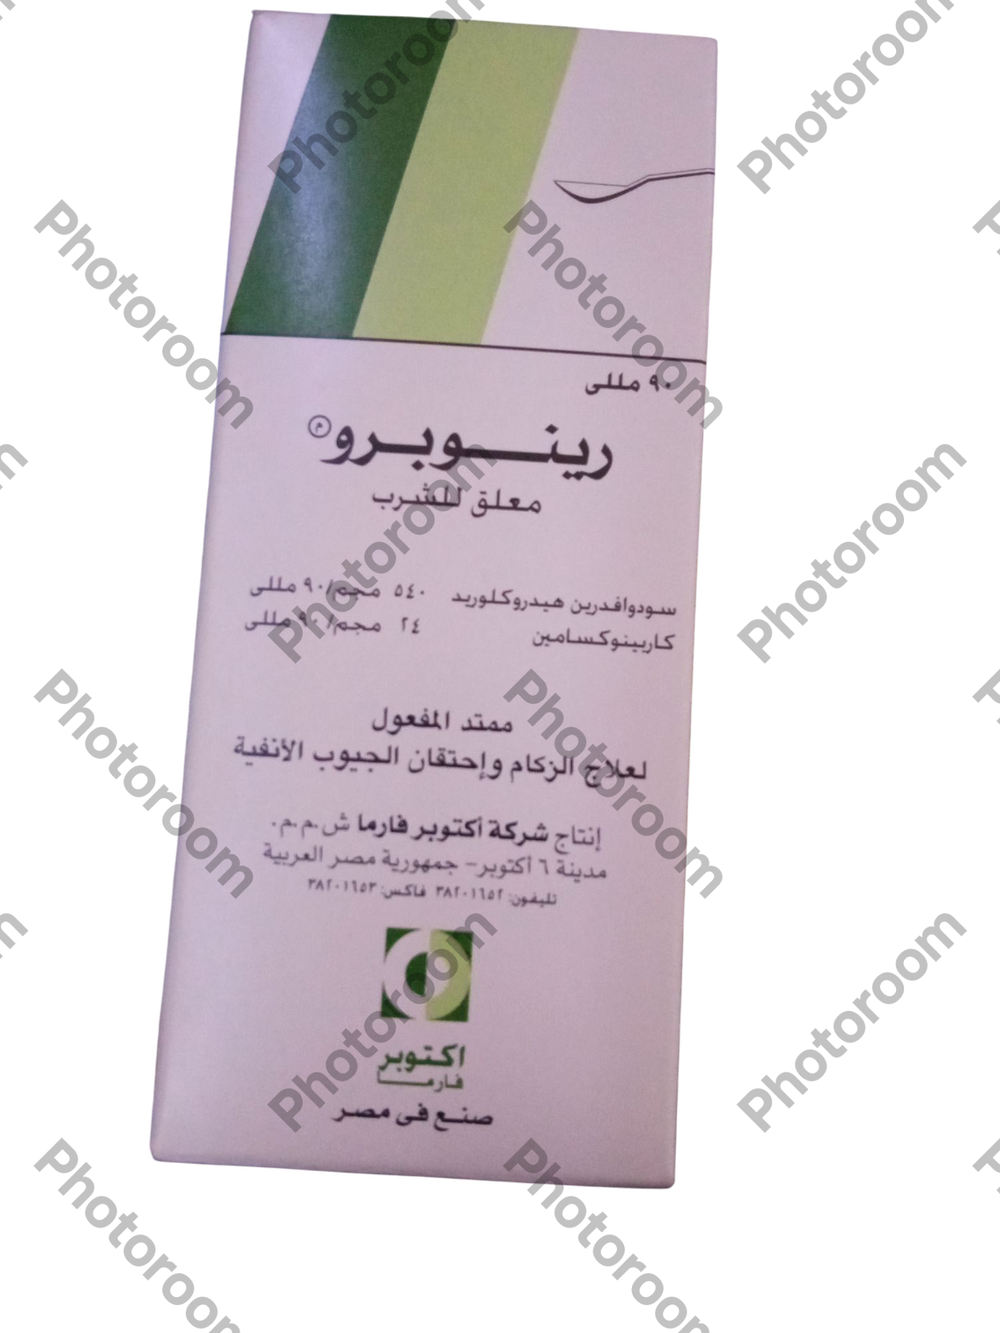 ٩٠ مللى
رينوبرو م
معلق للشرب
سودوافدرين هيدروكلوريد ٥٤٠ مجم/٩٠ مللى
كاربينوكسامين ٢٤ مجم/٩٠ مللى
ممتد المفعول
لعلاج الزكام وإحتقان الجيوب الأنفية
إنتاج شركة أكتوبر فارما ش.م.م.
مدينة ٦ أكتوبر- جمهورية مصر العربية
تليفون: ٣٨٢٠١٦٥٢ فاكس: ٣٨٢٠١٦٥٣
اكتوبر
فارما
صنع فى مصر
Photoroom